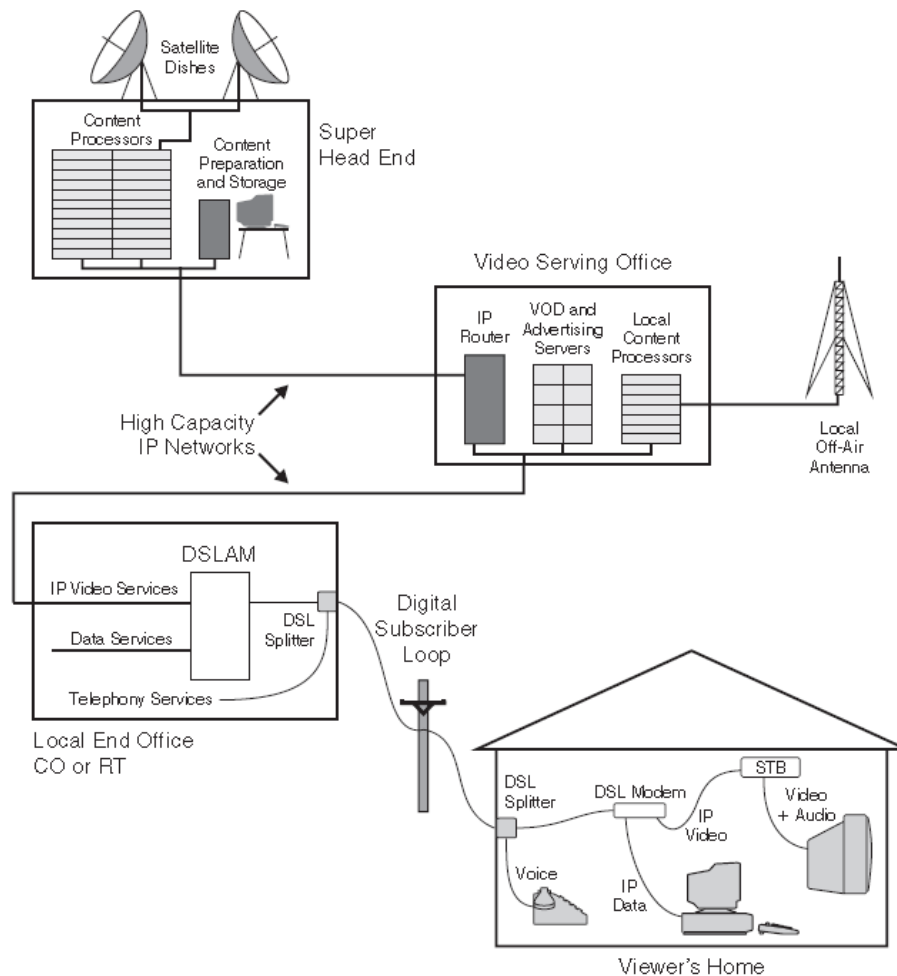 Satellite
Dishes
Content
Processors
Content
Preparation
and Storage
Super
Head End
Video Serving Office
IP
Router
VOD and
Advertising
Servers
Local
Content
Processors
High Capacity
IP Networks
Local
Off-Air
Antenna
DSLAM
IP Video Services
DSL
Splitter
Data Services
Telephony Services
Local End Office
CO or RT
Digital
Subscriber
Loop
DSL
Splitter
DSL Modem
STB
IP
Video
Video
+ Audio
Voice
IP
Data
Viewer's Home